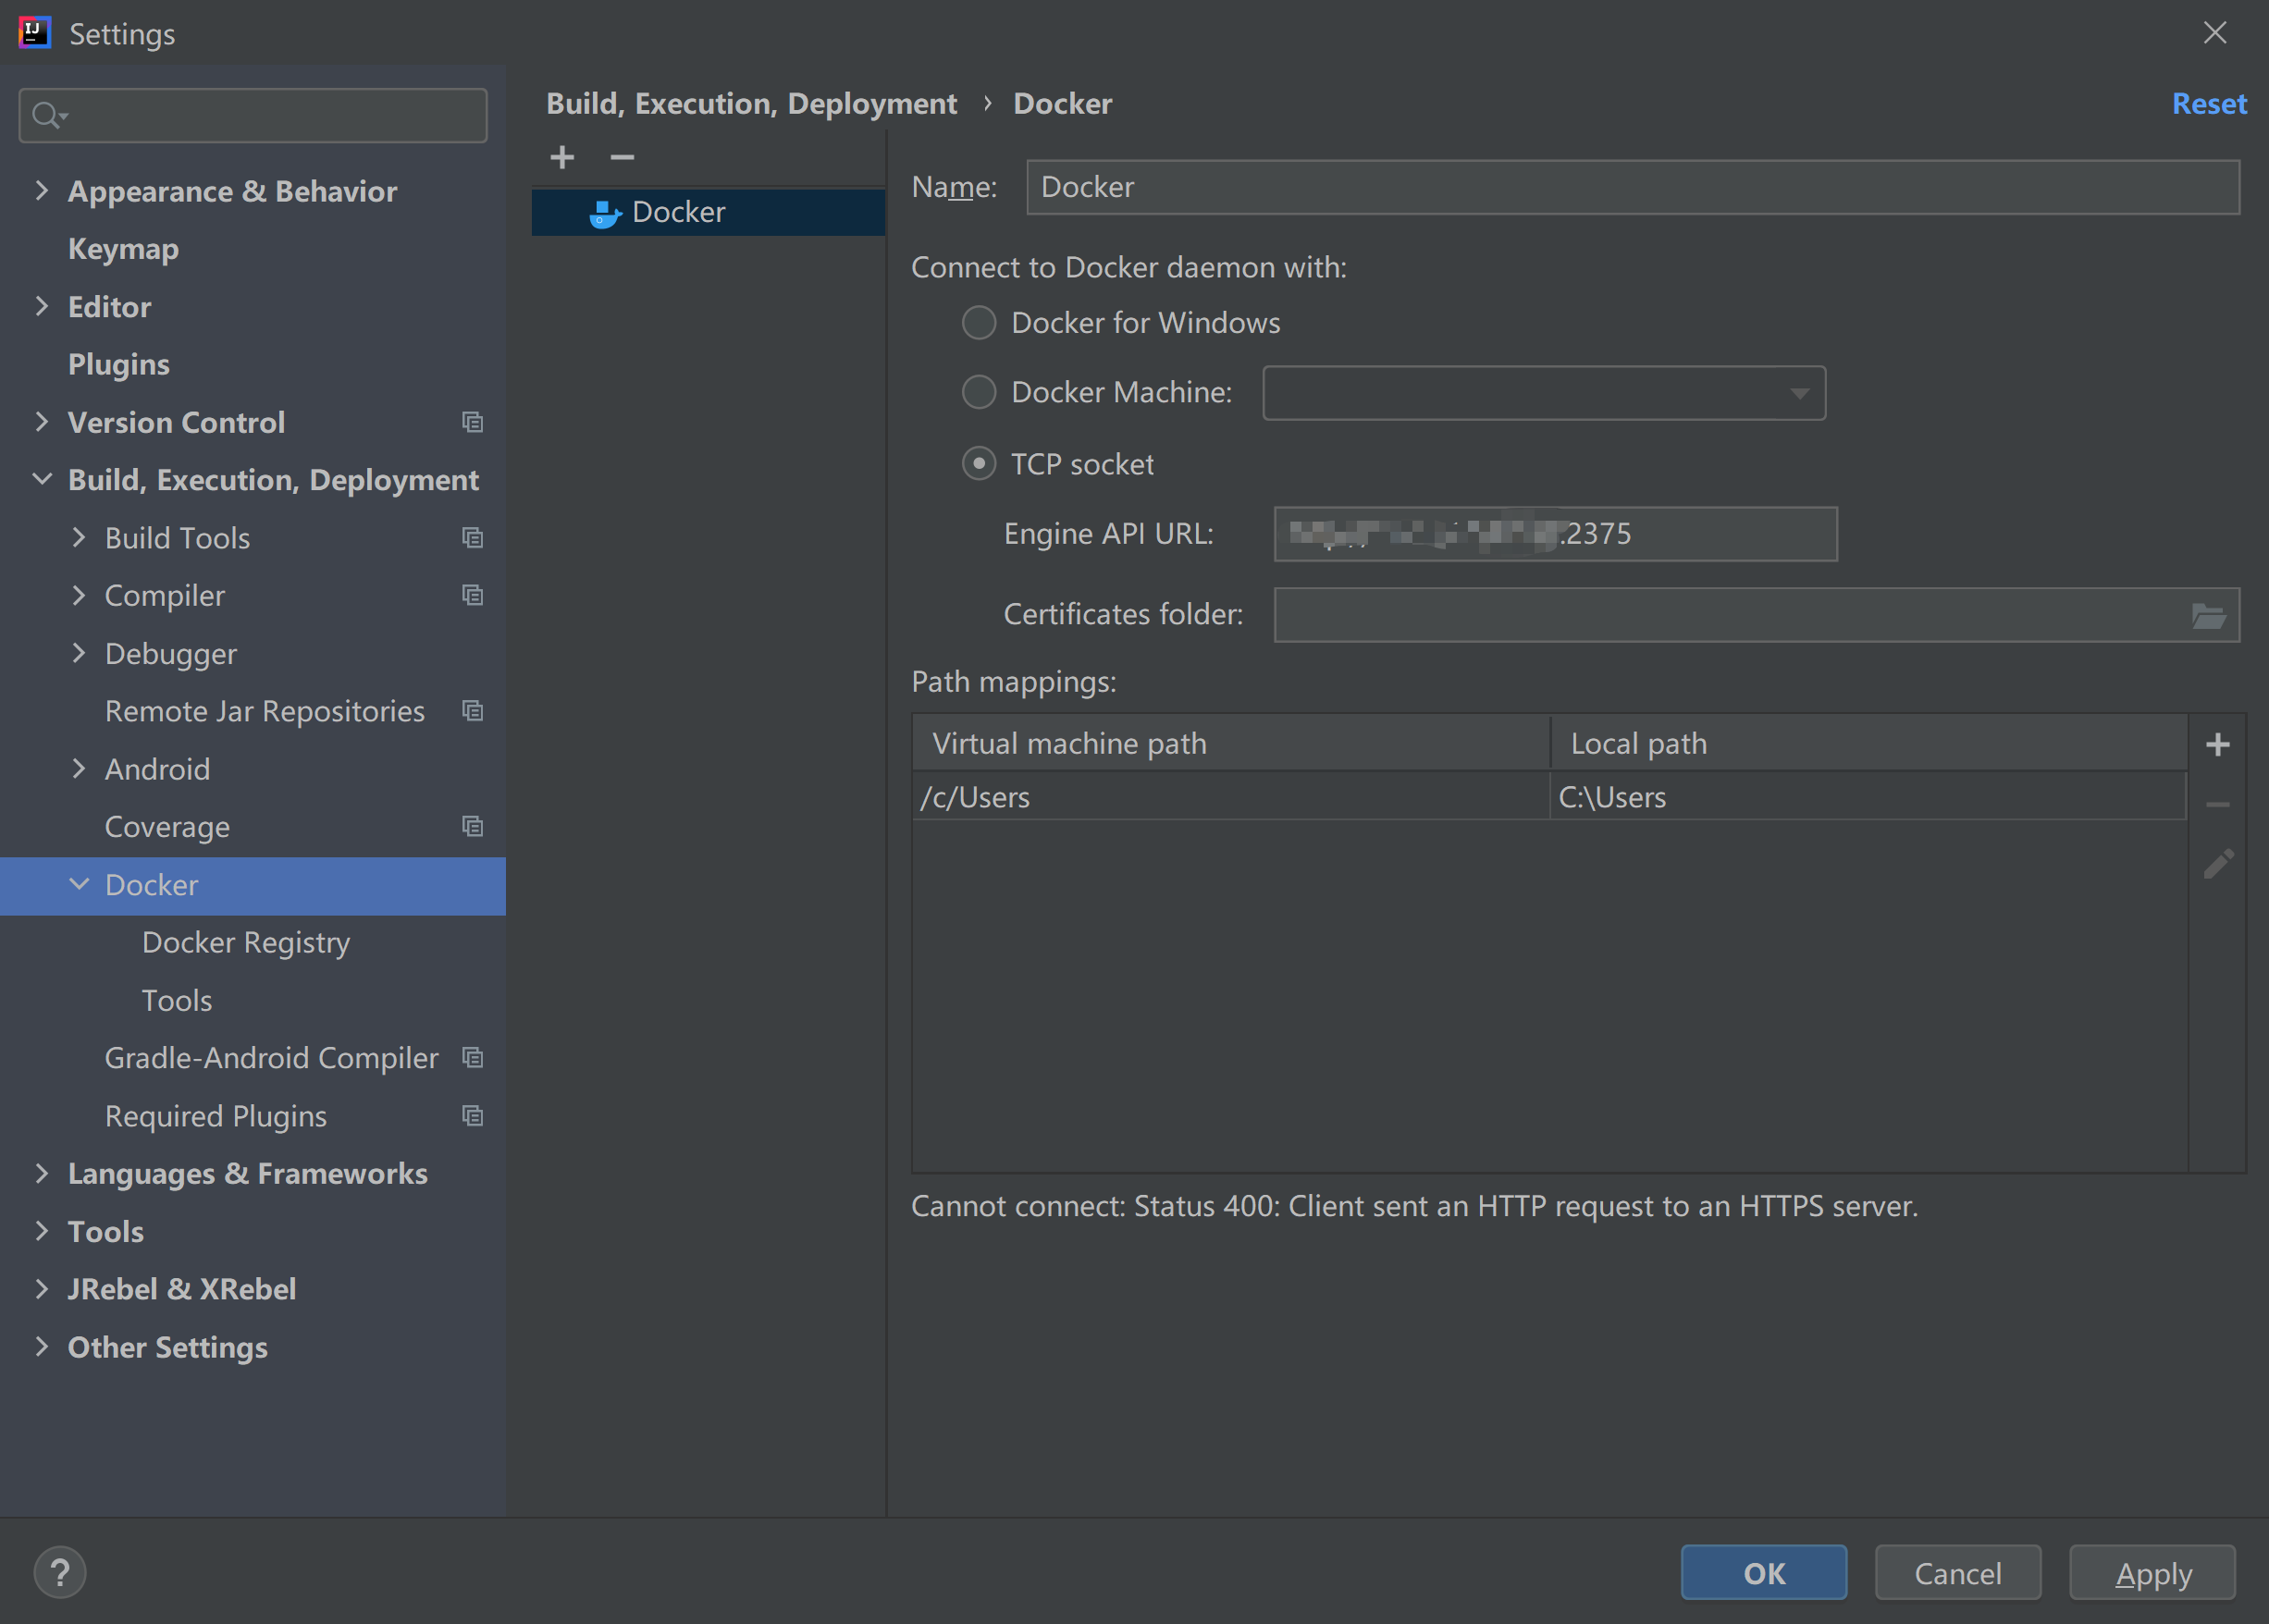 Settings
Appearance & Behavior
Keymap
Editor
Plugins
Version Control
Build, Execution, Deployment
Build Tools
Compiler
Debugger
Remote Jar Repositories
Android
Coverage
Docker
Docker Registry
Tools
Gradle-Android Compiler
Required Plugins
Languages & Frameworks
Tools
JRebel & XRebel
Other Settings
Build, Execution, Deployment › Docker
Reset
Docker
Name: Docker
Connect to Docker daemon with:
Docker for Windows
Docker Machine:
TCP socket
Engine API URL: 2375
Certificates folder:
Path mappings:
Virtual machine path Local path
/c/Users C:\Users
Cannot connect: Status 400: Client sent an HTTP request to an HTTPS server.
?
OK Cancel Apply